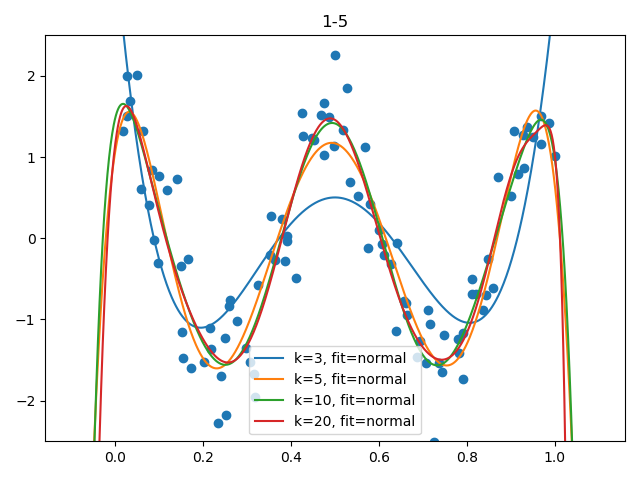 1-5
2
1
0
−1
−2
k=3, fit=normal
k=5, fit=normal
k=10, fit=normal
k=20, fit=normal
0.0 0.2 0.4 0.6 0.8 1.0